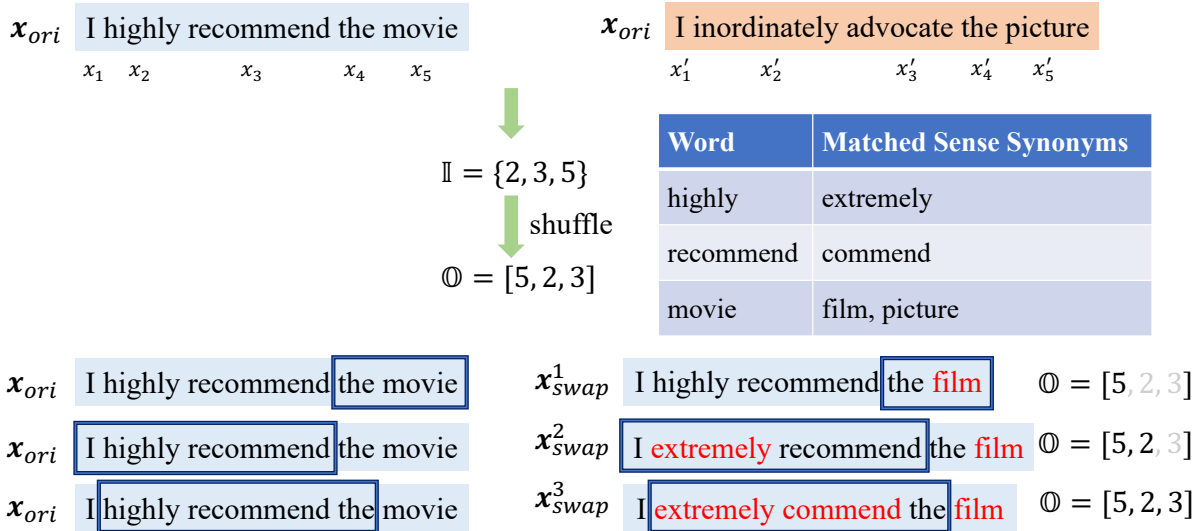 x_ori I highly recommend the movie
x_1 x_2 x_3 x_4 x_5
x_ori I inordinately advocate the picture
x'_1 x'_2 x'_3 x'_4 x'_5
𝕀 = {2, 3, 5}
shuffle
𝕆 = [5, 2, 3]
Word Matched Sense Synonyms
highly extremely
recommend commend
movie film, picture
x_ori I highly recommend the movie
x^1_swap I highly recommend the film 𝕆 = [5, 2, 3]
x_ori I highly recommend the movie
x^2_swap I extremely recommend the film 𝕆 = [5, 2, 3]
x_ori I highly recommend the movie
x^3_swap I extremely commend the film 𝕆 = [5, 2, 3]